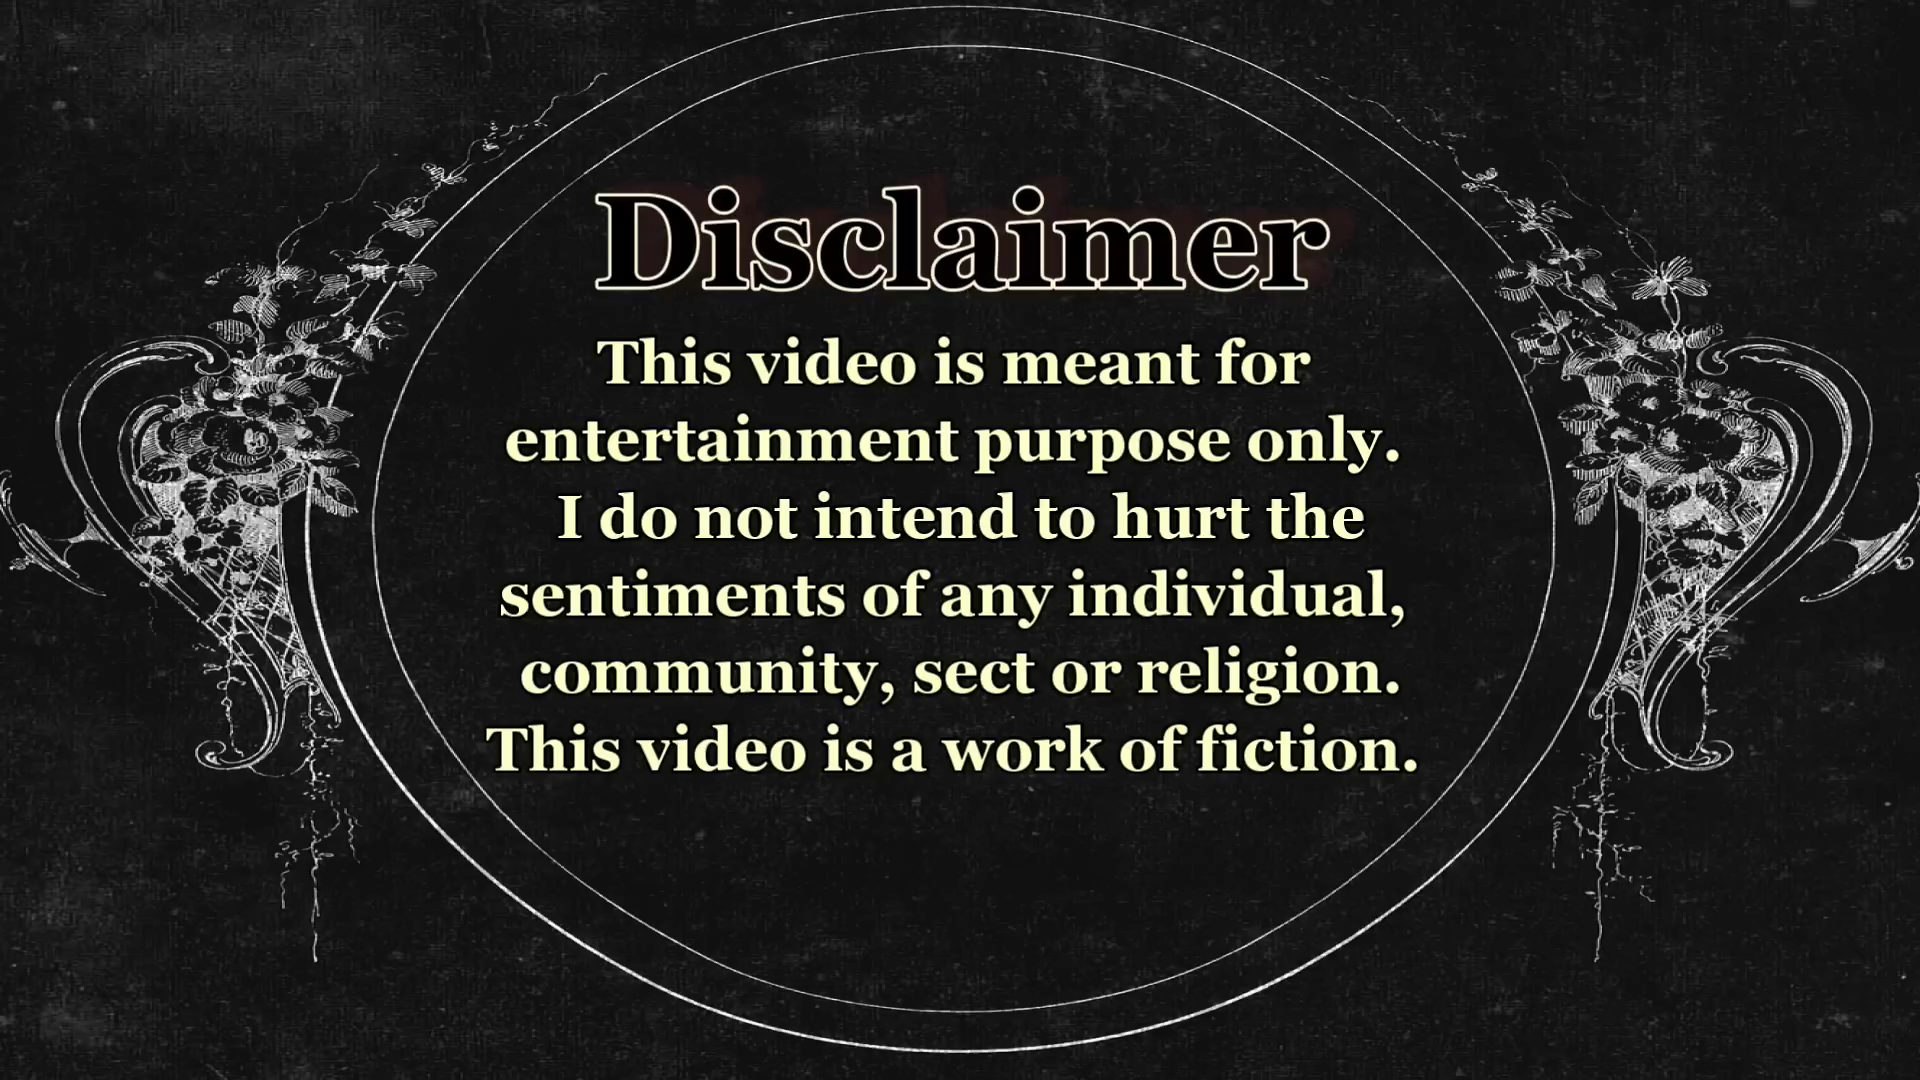 Disclaimer
This video is meant for
entertainment purpose only.
I do not intend to hurt the
sentiments of any individual,
community, sect or religion.
This video is a work of fiction.